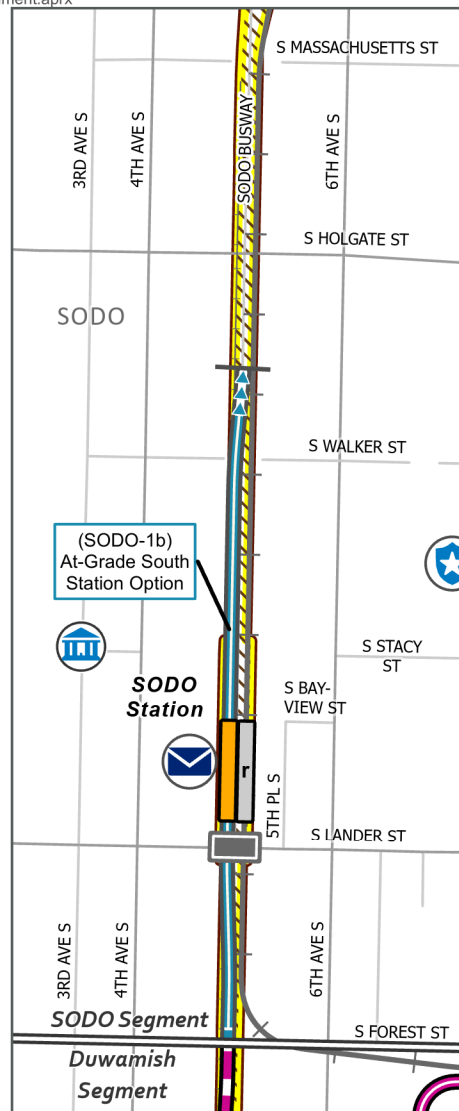 ment.aprx
S MASSACHUSETTS ST
3RD AVE S
4TH AVE S
SODO BUSWAY
6TH AVE S
S HOLGATE ST
SODO
S WALKER ST
(SODO-1b)
At-Grade South
Station Option
S STACY
ST
SODO
Station
S BAY-
VIEW ST
r
5TH PL S
S LANDER ST
3RD AVE S
4TH AVE S
6TH AVE S
SODO Segment
S FOREST ST
Duwamish
Segment